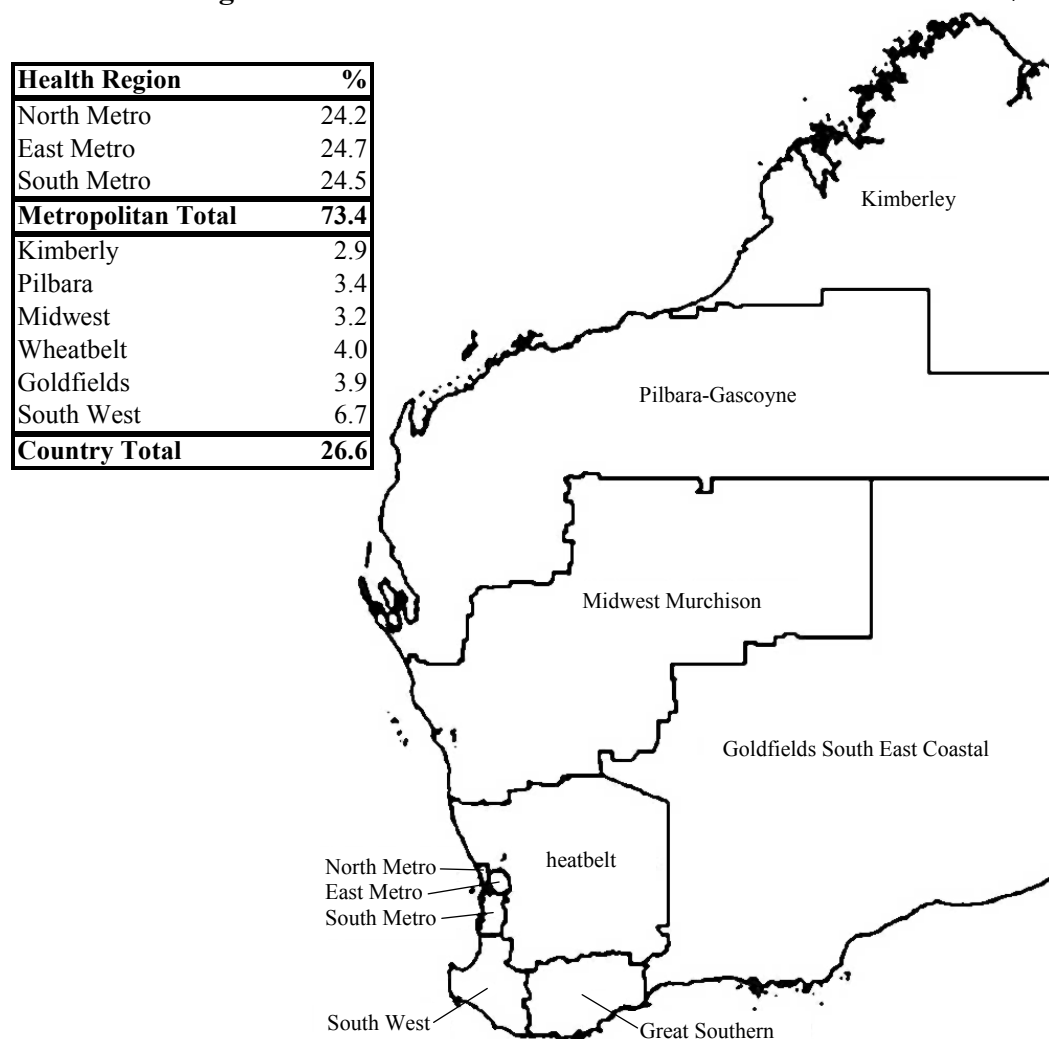 Health Region %
North Metro 24.2
East Metro 24.7
South Metro 24.5
Metropolitan Total 73.4
Kimberly 2.9
Pilbara 3.4
Midwest 3.2
Wheatbelt 4.0
Goldfields 3.9
South West 6.7
Country Total 26.6
Kimberley
Pilbara-Gascoyne
Midwest Murchison
Goldfields South East Coastal
heatbelt
North Metro
East Metro
South Metro
South West
Great Southern